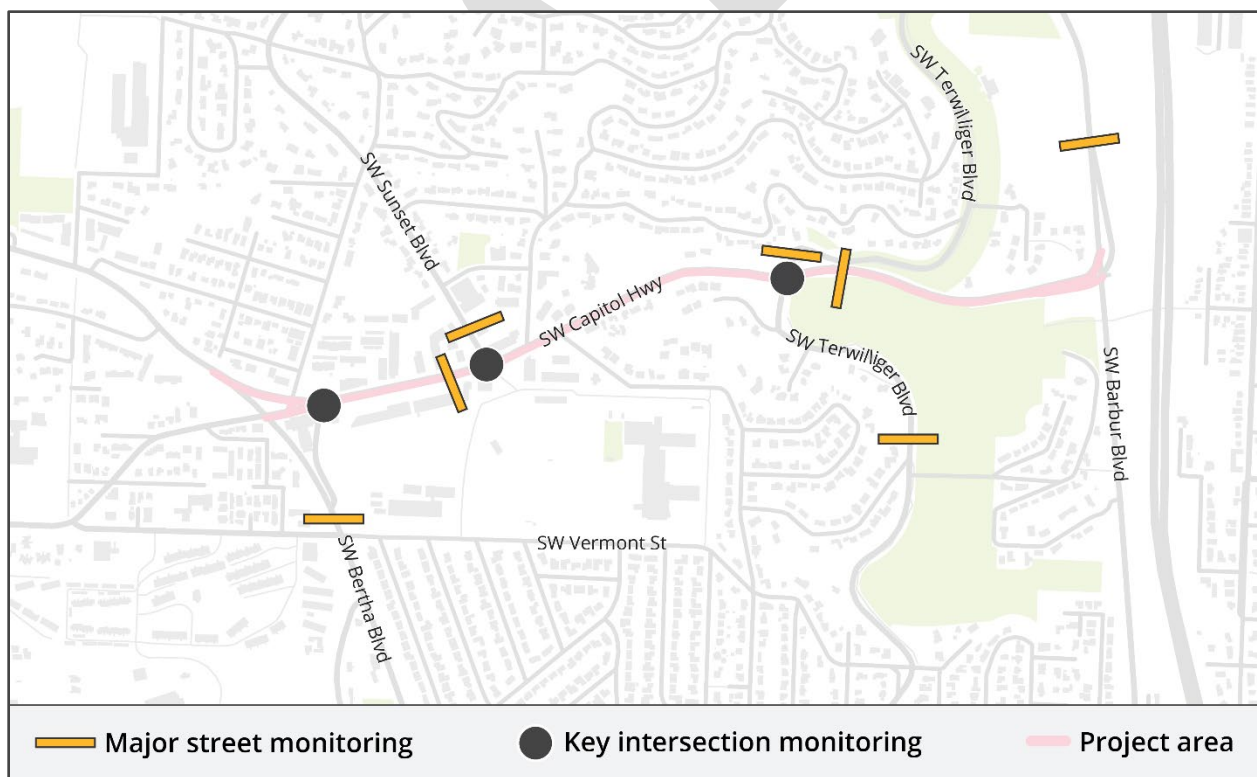 SW Terwilliger Blvd
SW Sunset Blvd
SW Capitol Hwy
SW Terwilliger Blvd
SW Barbur Blvd
SW Vermont St
SW Bertha Blvd
Major street monitoring
Key intersection monitoring
Project area